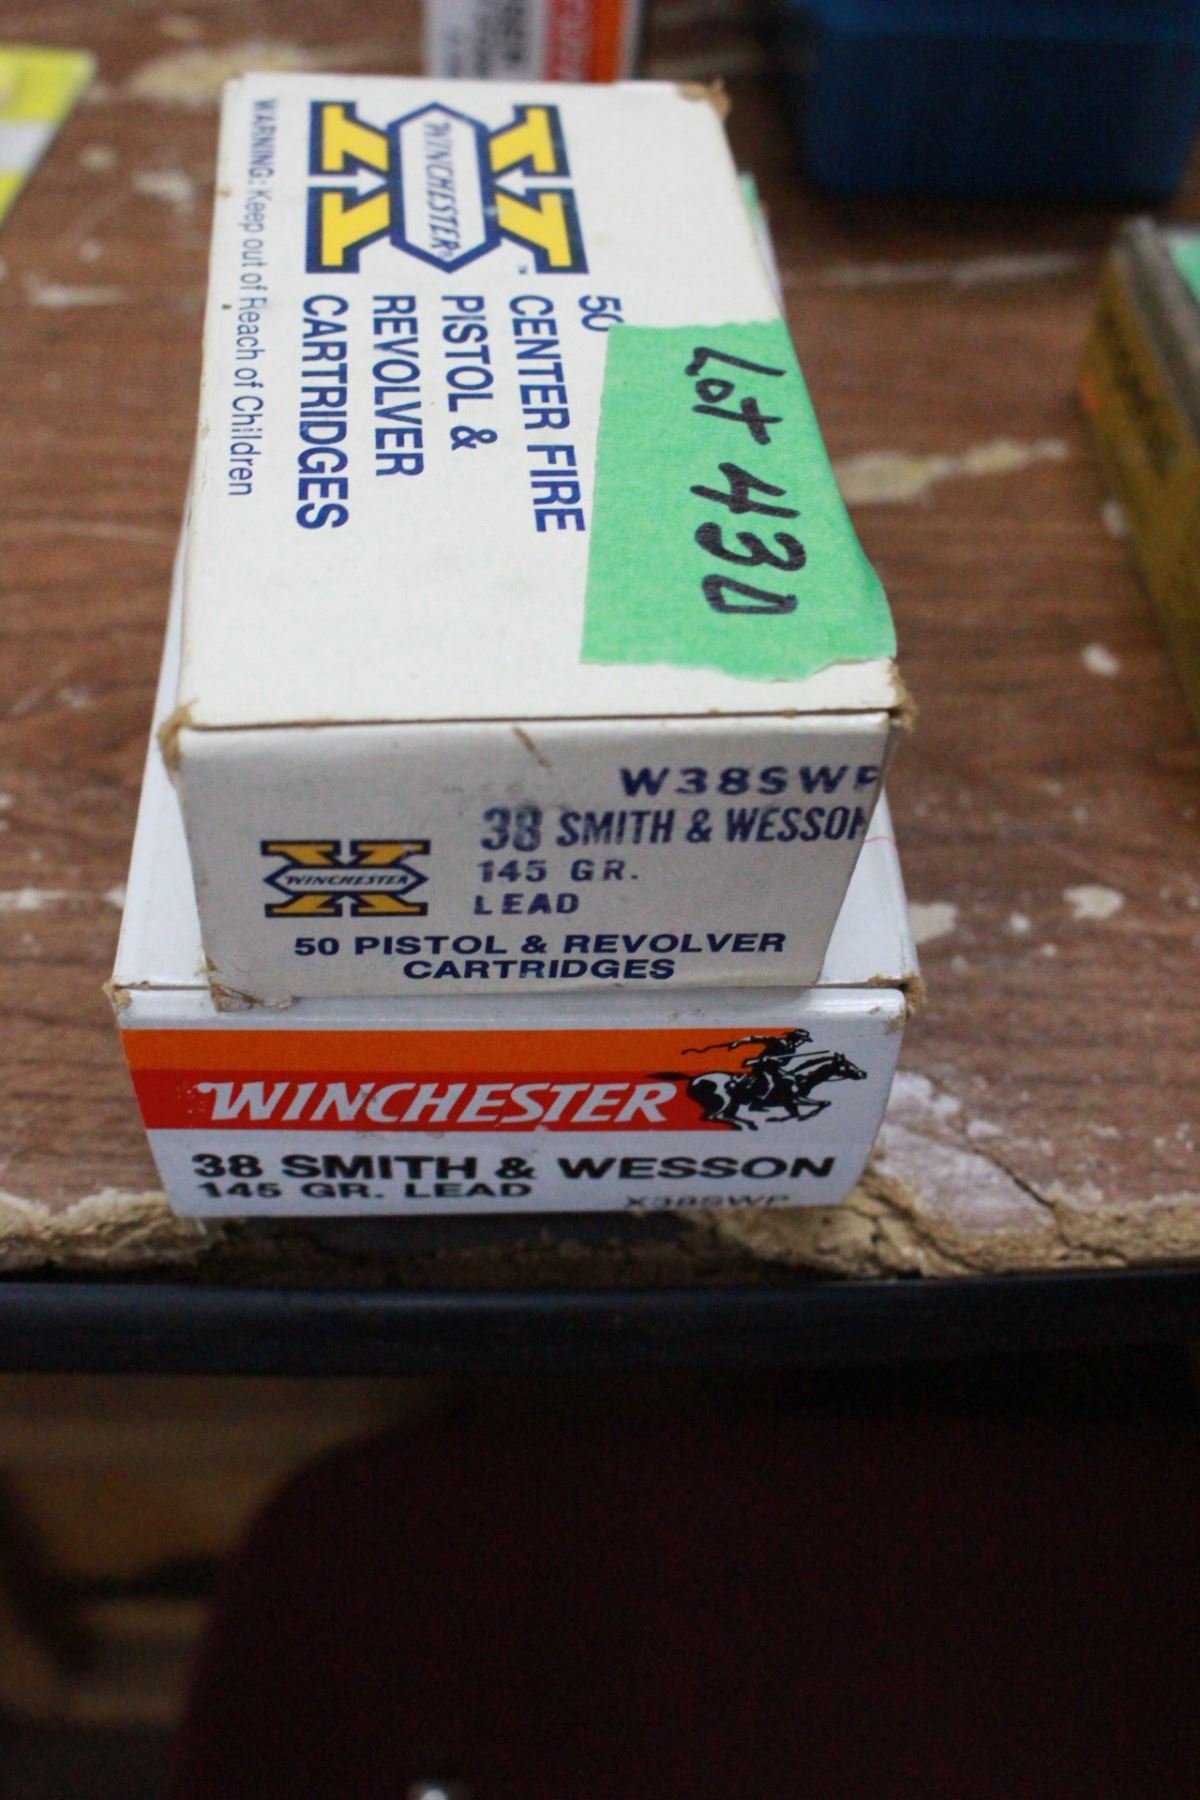 WINCHESTER
50
CENTER FIRE
PISTOL &
REVOLVER
CARTRIDGES
WARNING: Keep out of Reach of Children
Lot 430
W38SWP
38 SMITH & WESSON
145 GR.
LEAD
WINCHESTER
50 PISTOL & REVOLVER
CARTRIDGES
WINCHESTER
38 SMITH & WESSON
145 GR. LEAD
X38SWP